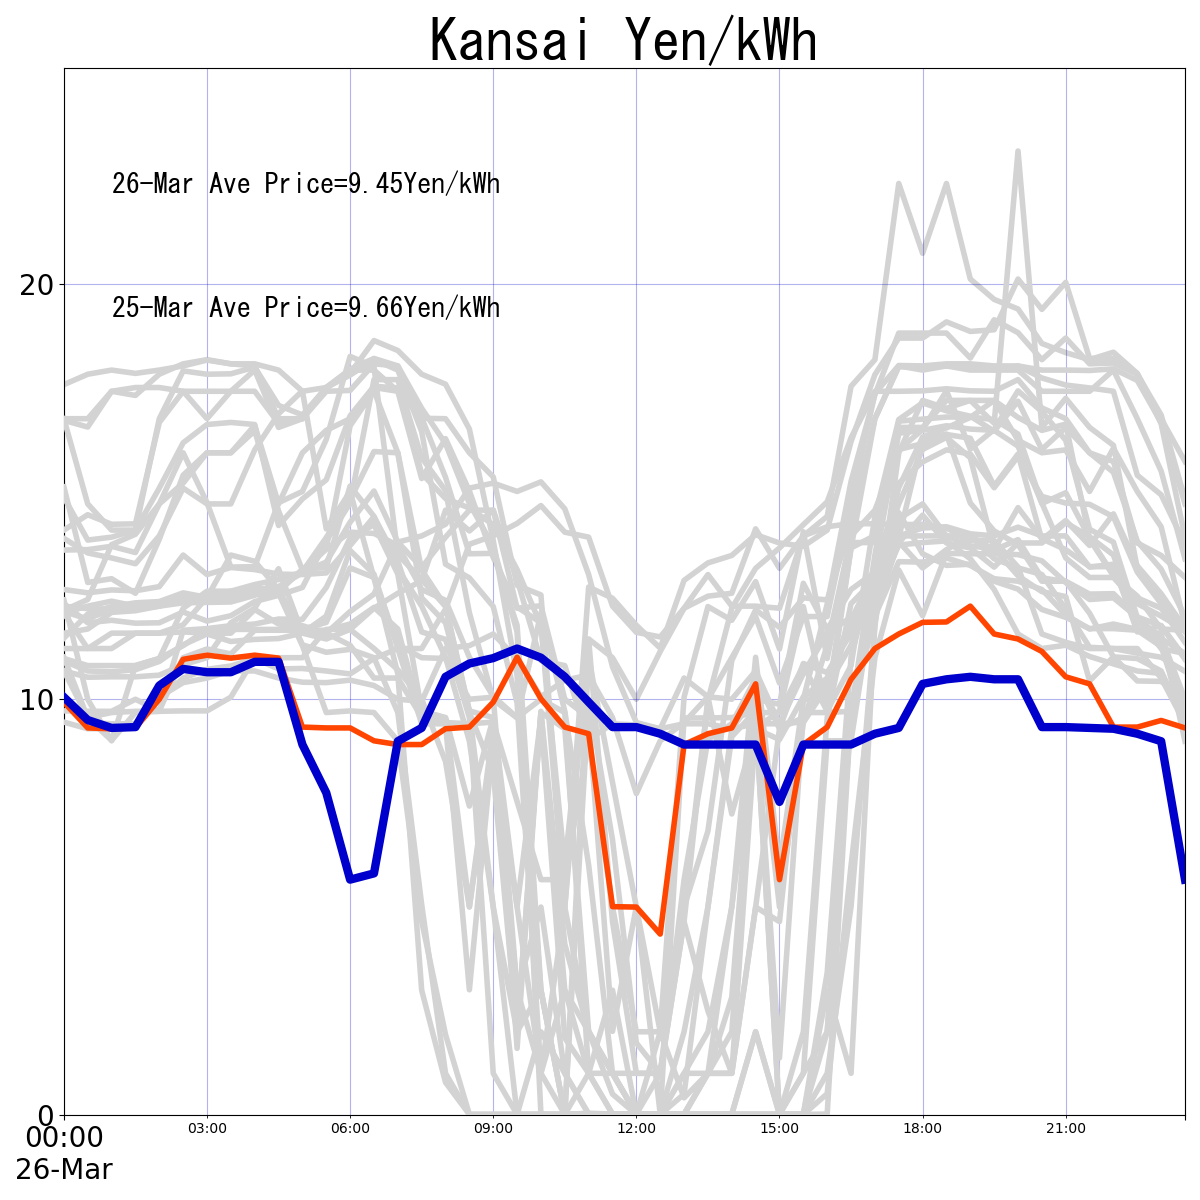 Kansai Yen/kWh
26-Mar Ave Price=9.45Yen/kWh
20
25-Mar Ave Price=9.66Yen/kWh
10
0
00:00 03:00 06:00 09:00 12:00 15:00 18:00 21:00
26-Mar